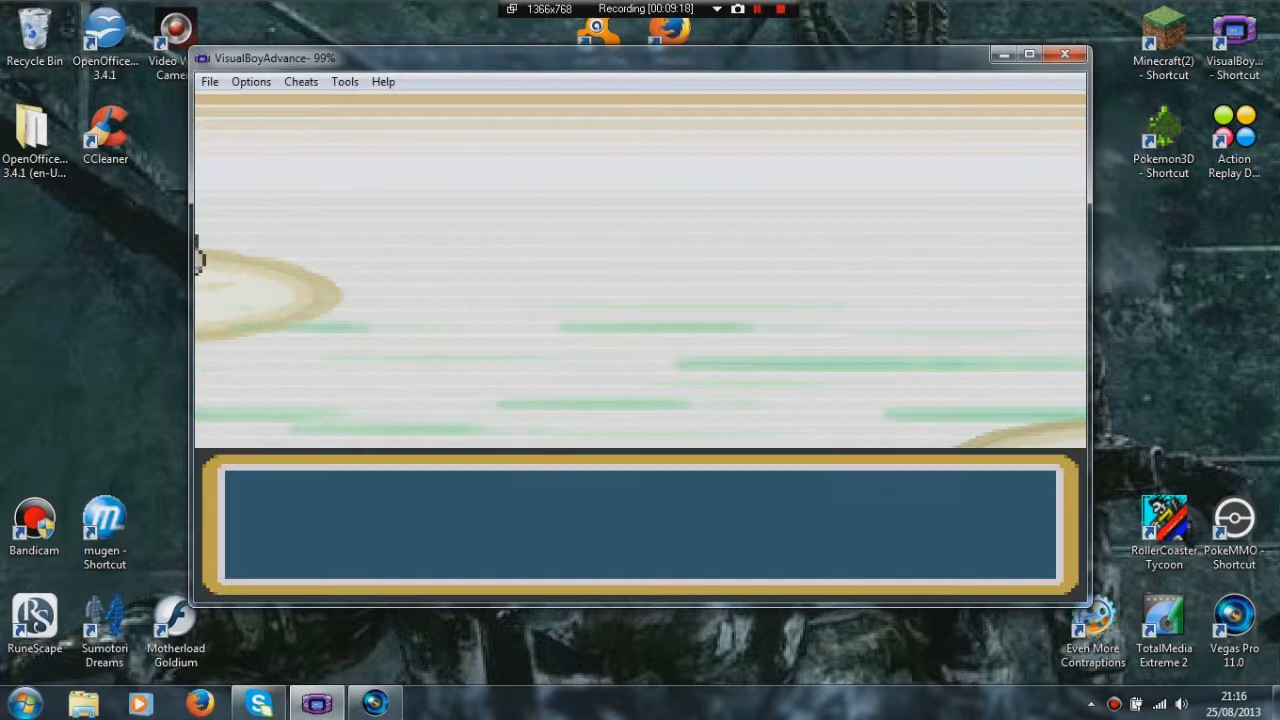 1366x768
Recording [00:09:18]
Recycle Bin
OpenOffice...
3.4.1
Video W
Came
Minecraft(2)
- Shortcut
VisualBoy...
- Shortcut
VisualBoyAdvance- 99%
File
Options
Cheats
Tools
Help
OpenOffice...
3.4.1 (en-U...
CCleaner
Pokemon3D
- Shortcut
Action
Replay D...
Bandicam
mugen -
Shortcut
RollerCoaster
Tycoon
PokeMMO -
Shortcut
RS
RuneScape
Sumotori
Dreams
Motherload
Goldium
Even More
Contraptions
TotalMedia
Extreme 2
Vegas Pro
11.0
21:16
25/08/2013